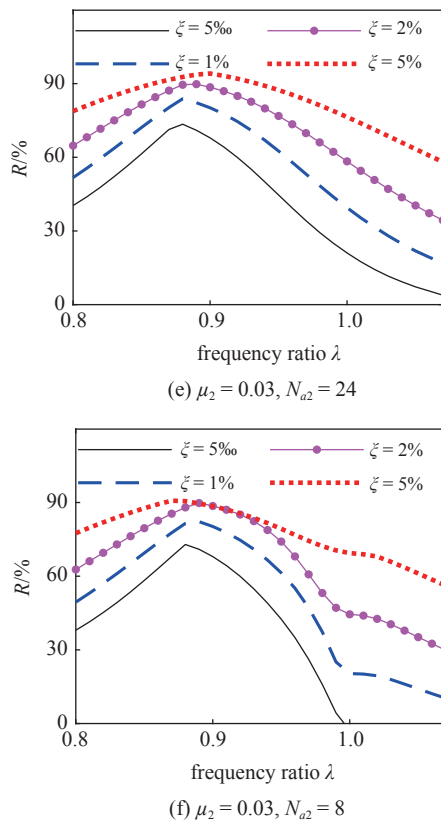 ξ = 5‰ ξ = 2%
ξ = 1% ξ = 5%
90
60
30
0
R/%
0.8 0.9 1.0
frequency ratio λ
(e) μ₂ = 0.03, Nₐ₂ = 24
ξ = 5‰ ξ = 2%
ξ = 1% ξ = 5%
90
60
30
0
R/%
0.8 0.9 1.0
frequency ratio λ
(f) μ₂ = 0.03, Nₐ₂ = 8